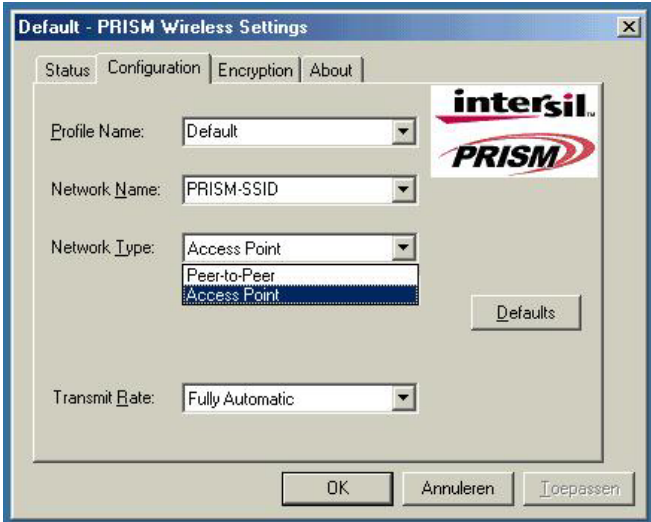 Default - PRISM Wireless Settings
Status Configuration Encryption About
intersil™
PRISM
Profile Name: Default
Network Name: PRISM-SSID
Network Type: Access Point
Peer-to-Peer
Access Point
Defaults
Transmit Rate: Fully Automatic
OK Annuleren Toepassen